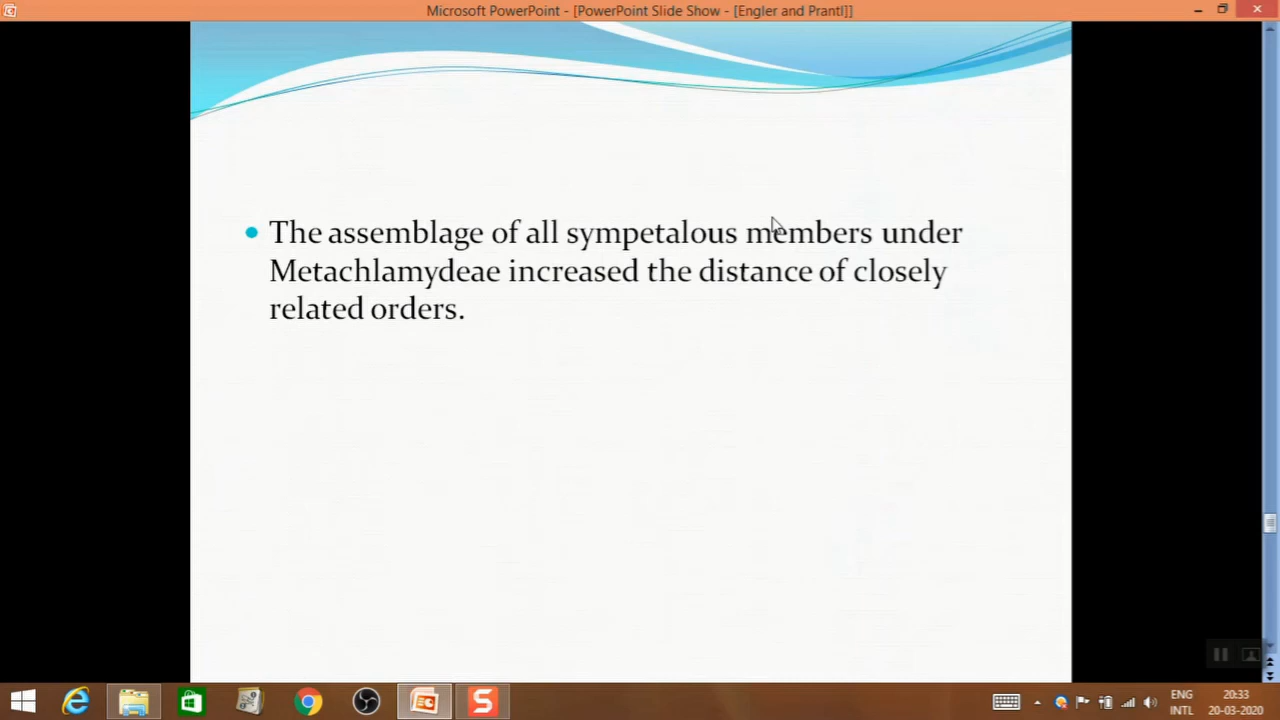 Microsoft PowerPoint - [PowerPoint Slide Show - [Engler and Prantl]]
• The assemblage of all sympetalous members under
Metachlamydeae increased the distance of closely
related orders.
ENG
INTL
20:33
20-03-2020